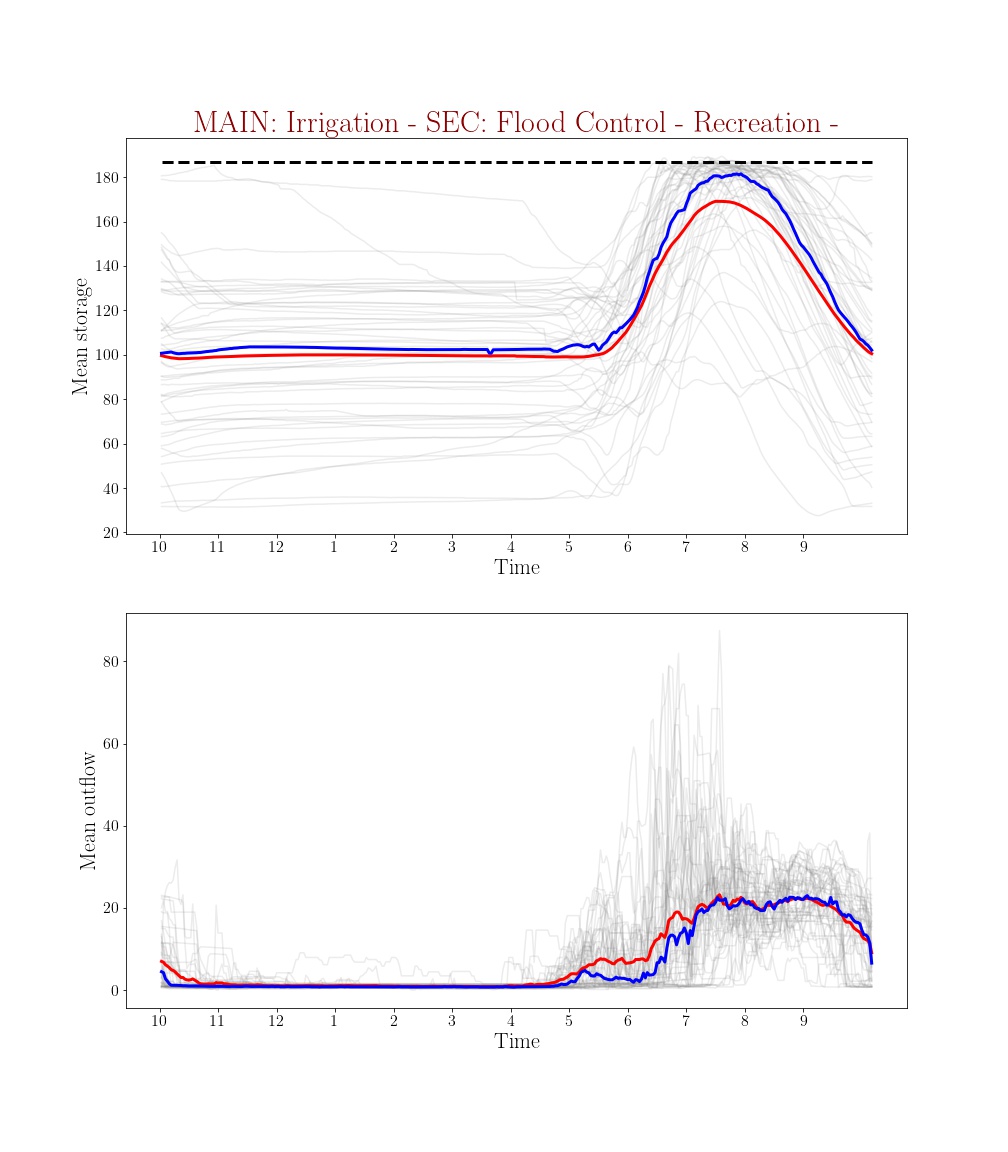 MAIN: Irrigation - SEC: Flood Control - Recreation -
180
160
140
120
100
80
60
40
20
Mean storage
10 11 12 1 2 3 4 5 6 7 8 9
Time
80
60
40
20
0
Mean outflow
10 11 12 1 2 3 4 5 6 7 8 9
Time